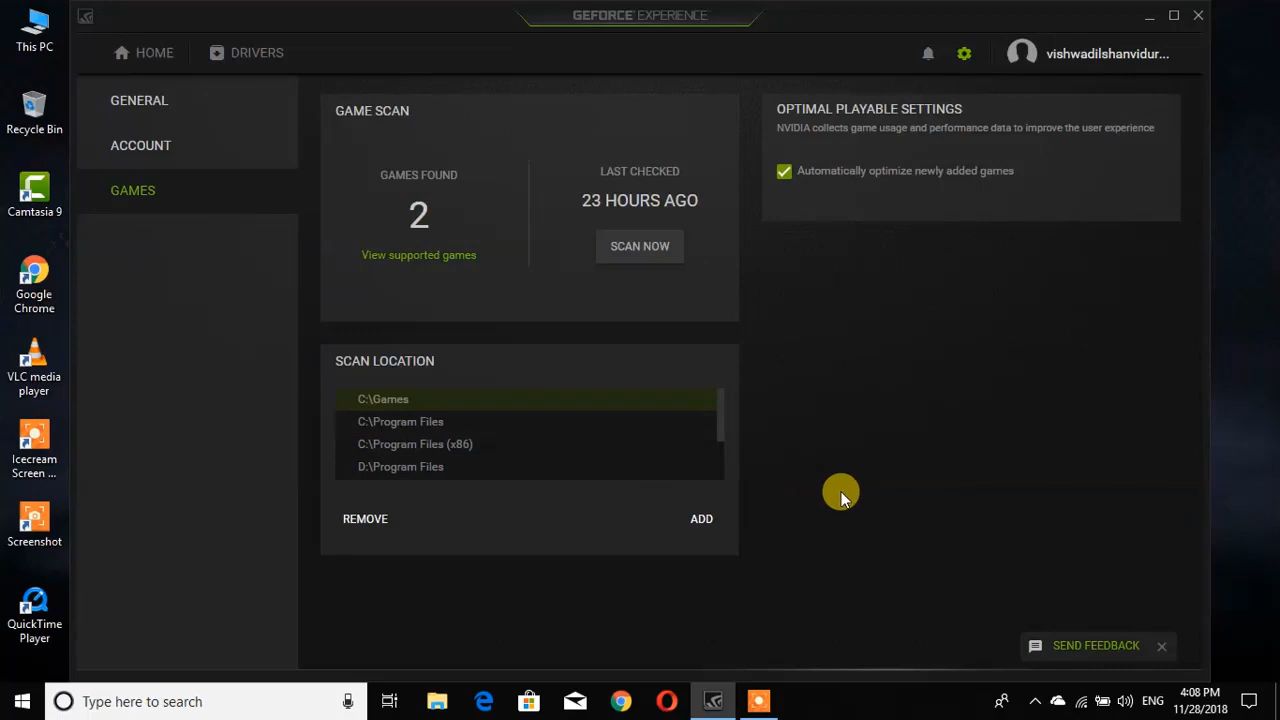 GEFORCE EXPERIENCE
HOME
DRIVERS
vishwadilshanvidur...
GENERAL
ACCOUNT
GAMES
GAME SCAN
GAMES FOUND
2
View supported games
LAST CHECKED
23 HOURS AGO
SCAN NOW
OPTIMAL PLAYABLE SETTINGS
NVIDIA collects game usage and performance data to improve the user experience
Automatically optimize newly added games
SCAN LOCATION
C:\Games
C:\Program Files
C:\Program Files (x86)
D:\Program Files
REMOVE
ADD
SEND FEEDBACK
This PC
Recycle Bin
Camtasia 9
Google
Chrome
VLC media
player
Icecream
Screen ...
Screenshot
QuickTime
Player
Type here to search
ENG
4:08 PM
11/28/2018